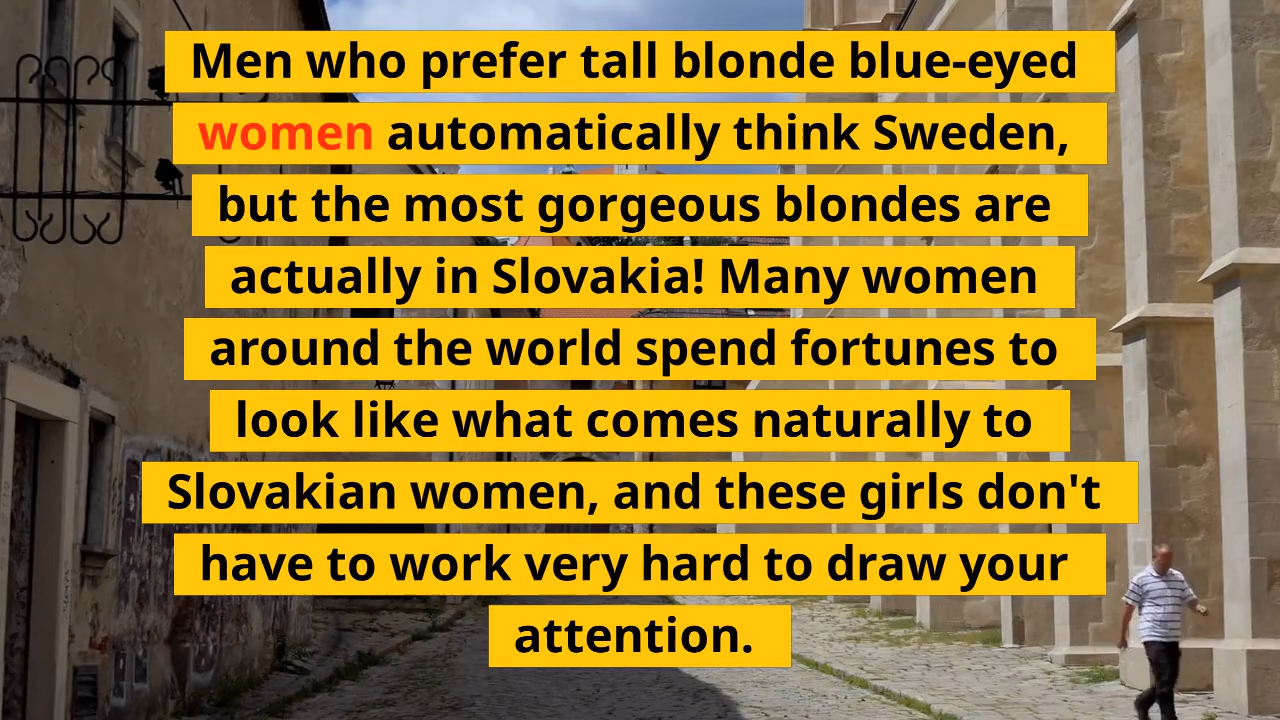 Men who prefer tall blonde blue-eyed
women automatically think Sweden,
but the most gorgeous blondes are
actually in Slovakia! Many women
around the world spend fortunes to
look like what comes naturally to
Slovakian women, and these girls don't
have to work very hard to draw your
attention.